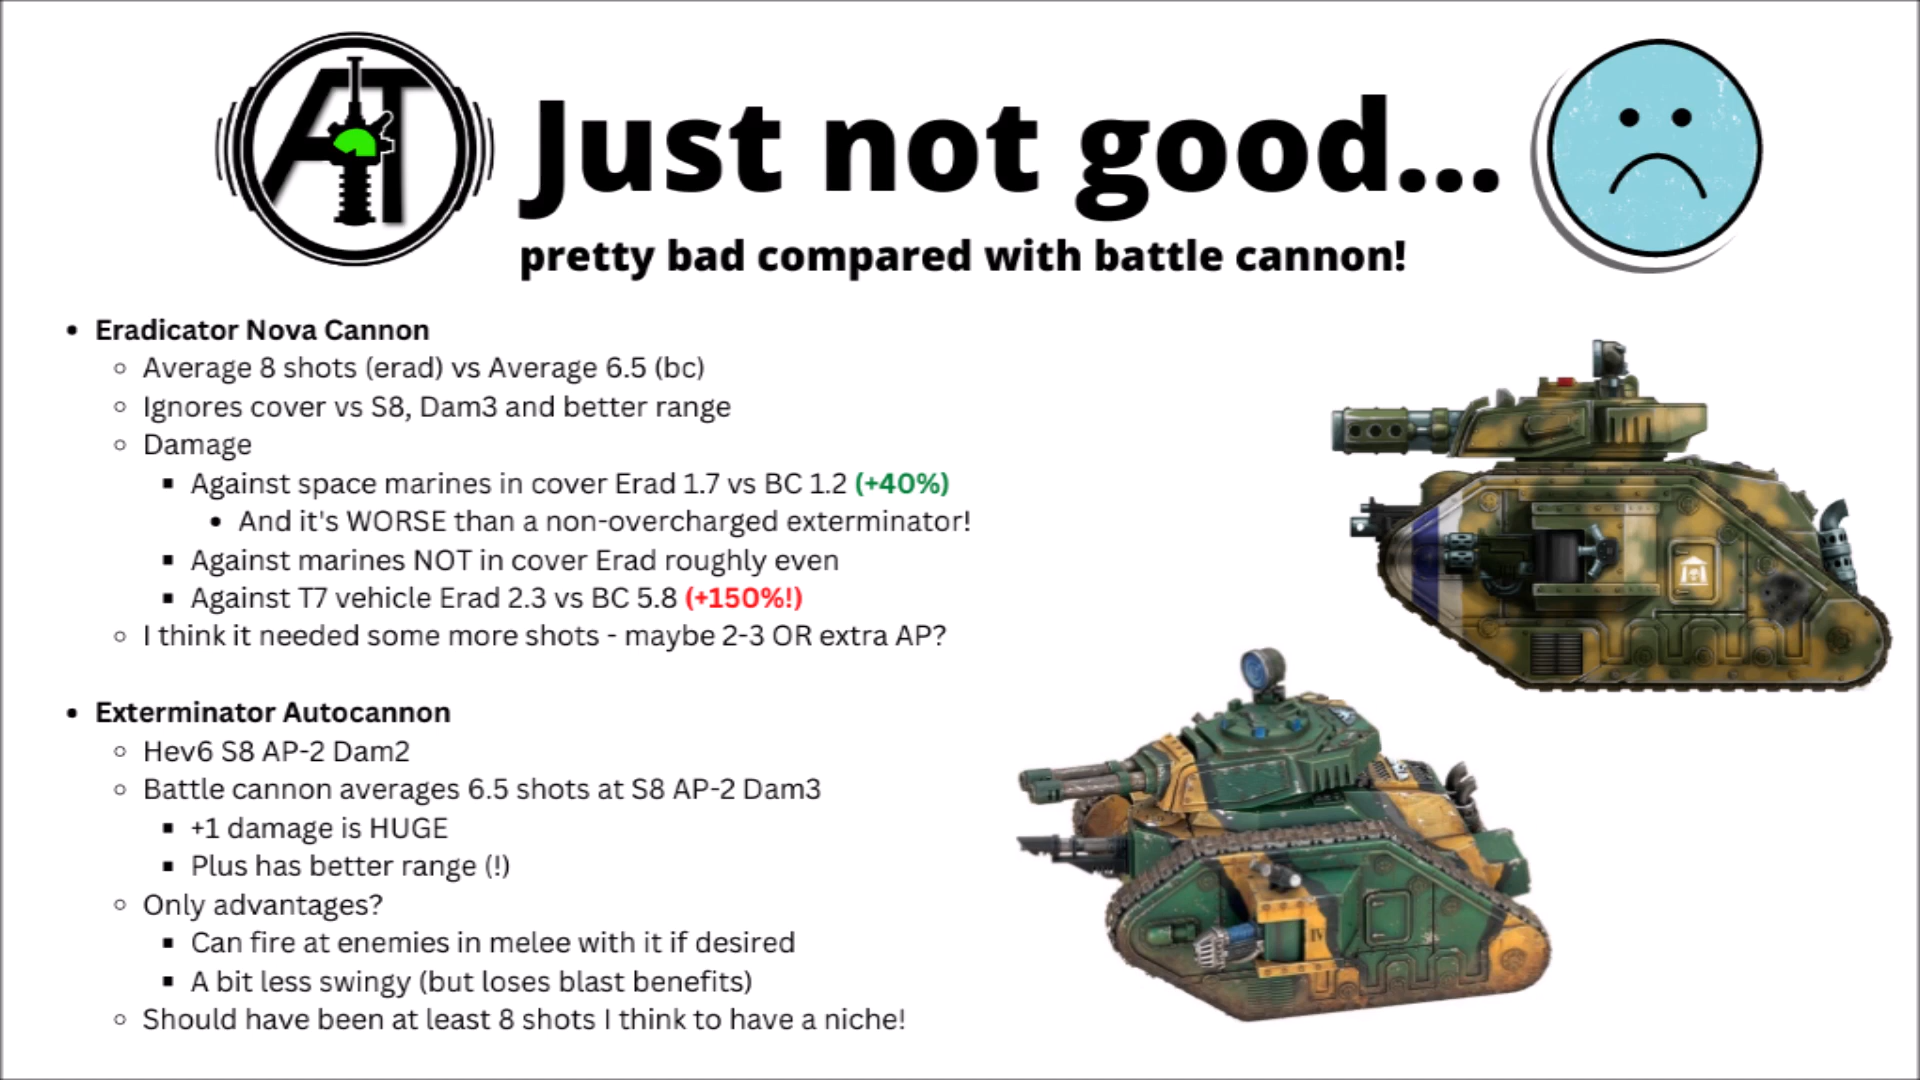 AT
Just not good...
pretty bad compared with battle cannon!
• Eradicator Nova Cannon
◦ Average 8 shots (erad) vs Average 6.5 (bc)
◦ Ignores cover vs S8, Dam3 and better range
◦ Damage
▪ Against space marines in cover Erad 1.7 vs BC 1.2 (+40%)
• And it's WORSE than a non-overcharged exterminator!
▪ Against marines NOT in cover Erad roughly even
▪ Against T7 vehicle Erad 2.3 vs BC 5.8 (+150%!)
◦ I think it needed some more shots - maybe 2-3 OR extra AP?
• Exterminator Autocannon
◦ Hev6 S8 AP-2 Dam2
◦ Battle cannon averages 6.5 shots at S8 AP-2 Dam3
▪ +1 damage is HUGE
▪ Plus has better range (!)
◦ Only advantages?
▪ Can fire at enemies in melee with it if desired
▪ A bit less swingy (but loses blast benefits)
◦ Should have been at least 8 shots I think to have a niche!
IV